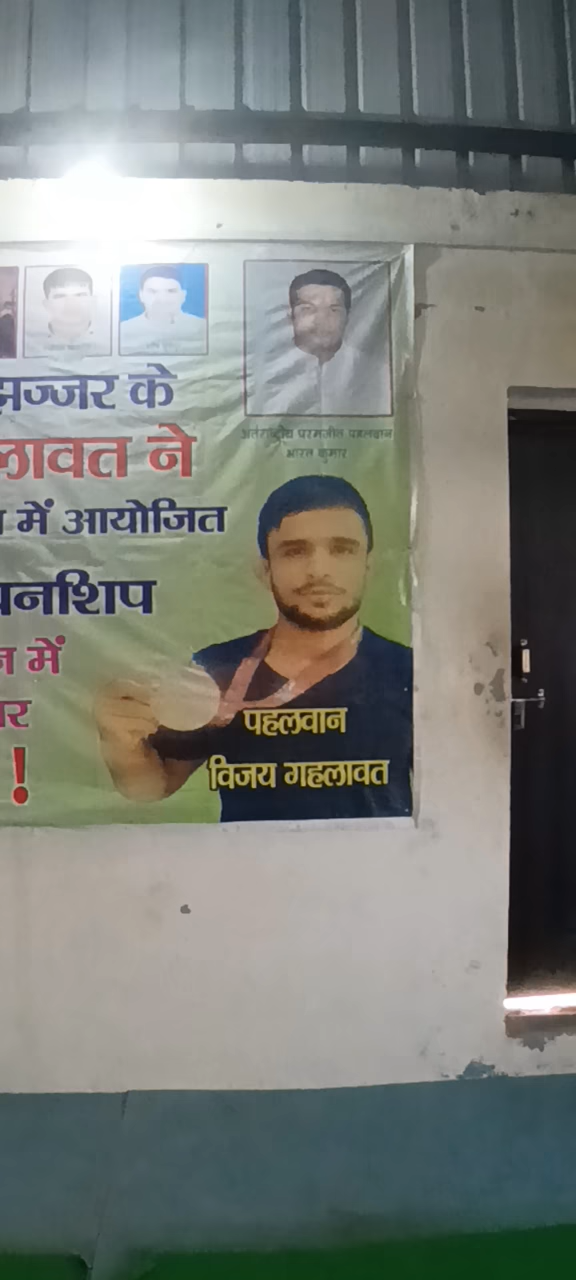 झज्जर के
लावत ने
में आयोजित
यनशिप
में
!
अंतर्राष्ट्रीय परमजीत पहलवान
भारत कुमार
पहलवान
विजय गहलावत